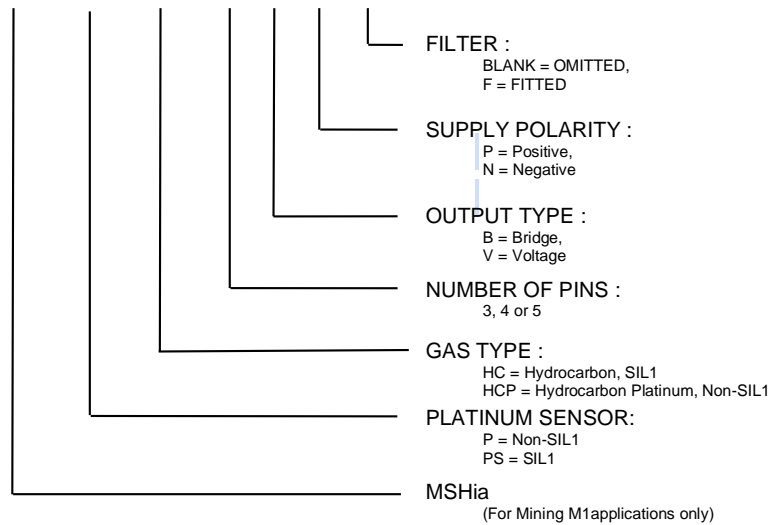 FILTER :
BLANK = OMITTED,
F = FITTED
SUPPLY POLARITY :
P = Positive,
N = Negative
OUTPUT TYPE :
B = Bridge,
V = Voltage
NUMBER OF PINS :
3, 4 or 5
GAS TYPE :
HC = Hydrocarbon, SIL1
HCP = Hydrocarbon Platinum, Non-SIL1
PLATINUM SENSOR:
P = Non-SIL1
PS = SIL1
MSHia
(For Mining M1applications only)